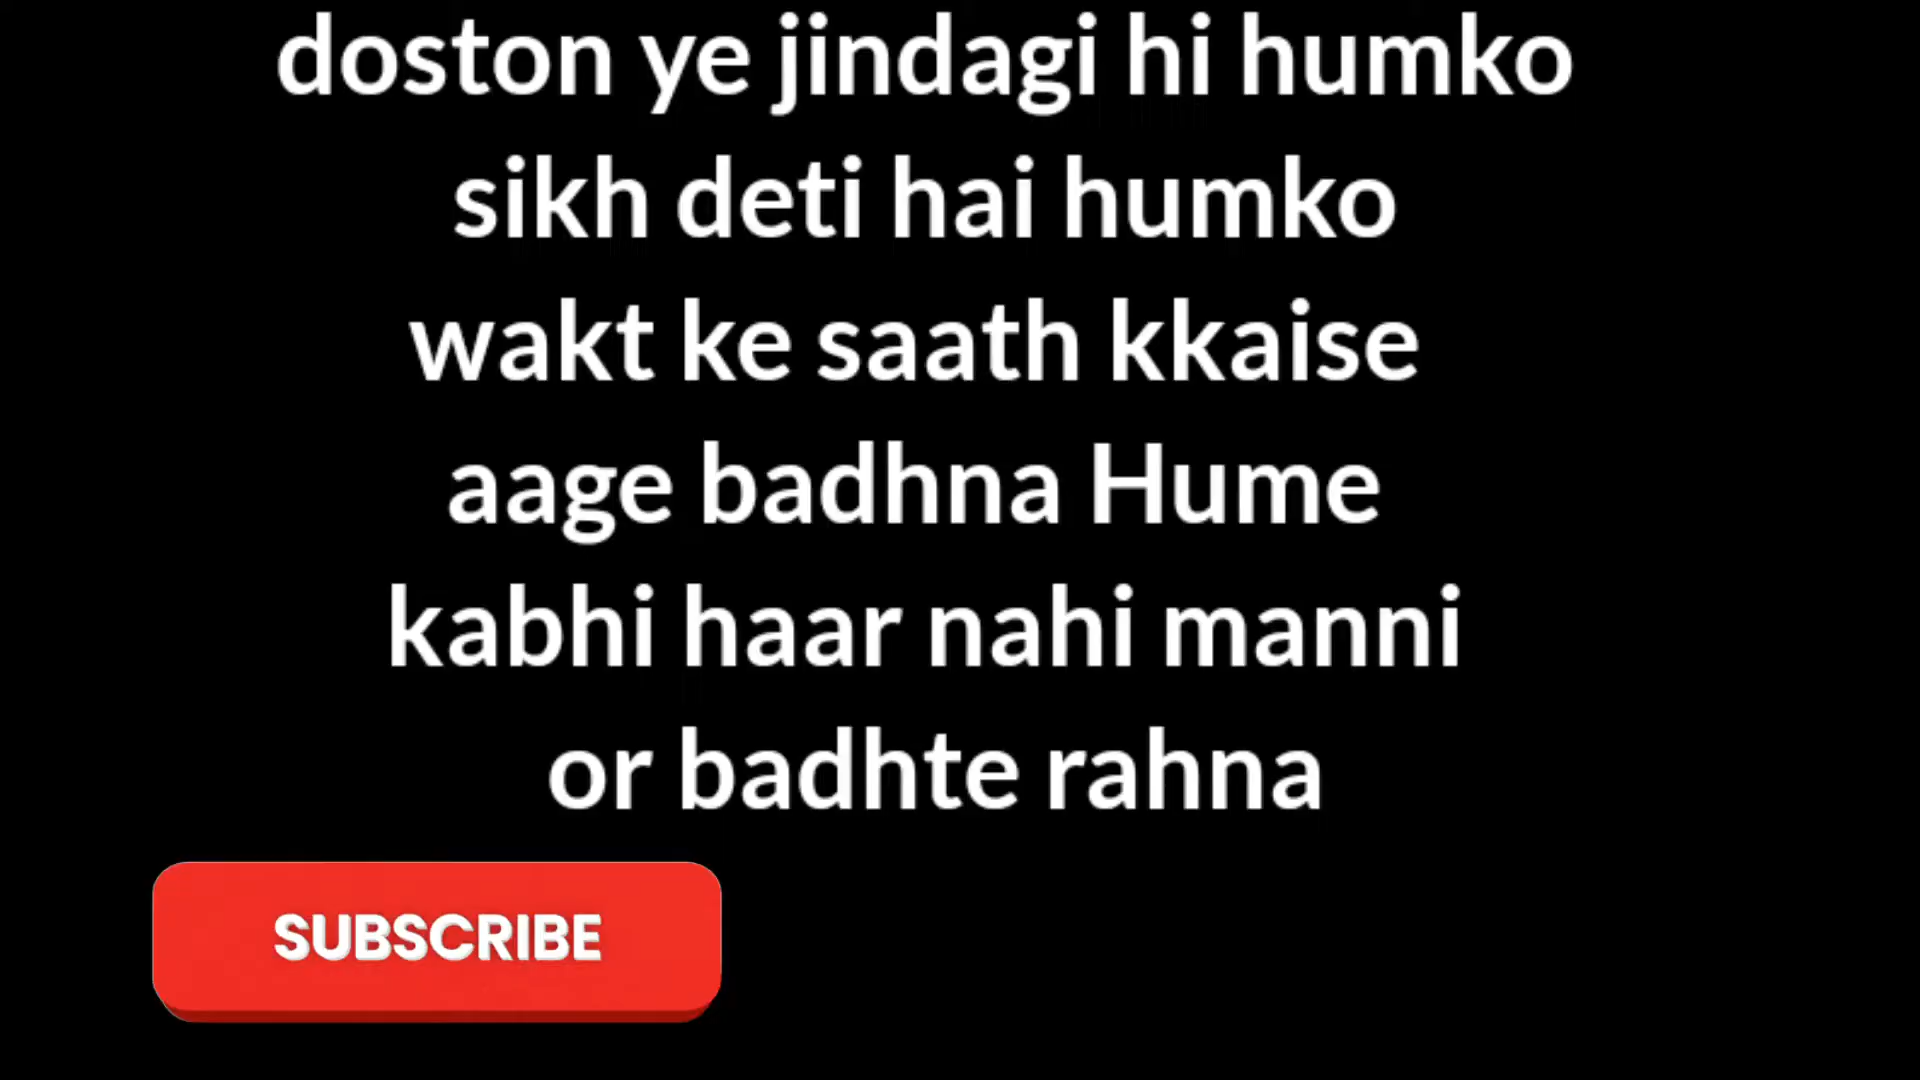 doston ye jindagi hi humko
sikh deti hai humko
wakt ke saath kkaise
aage badhna Hume
kabhi haar nahi manni
or badhte rahna
SUBSCRIBE